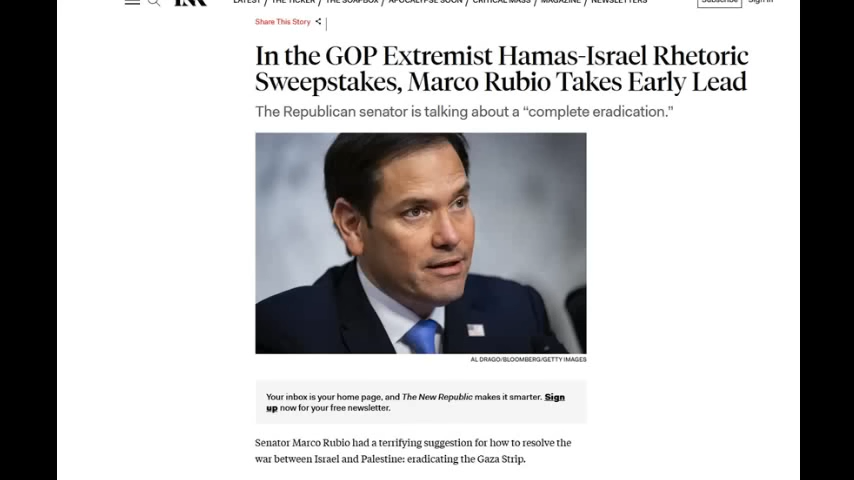 LATEST / THE TICKER / THE SOAPBOX / APOCALYPSE SOON / CRITICAL MASS / MAGAZINE / NEWSLETTERS Subscribe Sign in
Share This Story
In the GOP Extremist Hamas-Israel Rhetoric
Sweepstakes, Marco Rubio Takes Early Lead
The Republican senator is talking about a “complete eradication.”
AL DRAGO/BLOOMBERG/GETTY IMAGES
Your inbox is your home page, and The New Republic makes it smarter. Sign
up now for your free newsletter.
Senator Marco Rubio had a terrifying suggestion for how to resolve the
war between Israel and Palestine: eradicating the Gaza Strip.